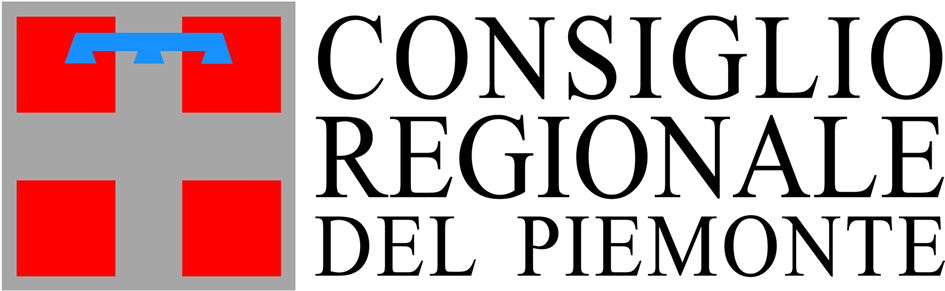 CONSIGLIO
REGIONALE
DEL PIEMONTE